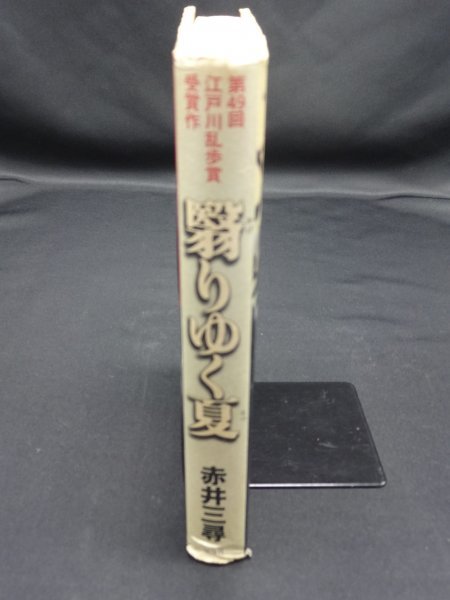 第49回
江戸川乱歩賞
受賞作
翳りゆく夏
赤井三尋